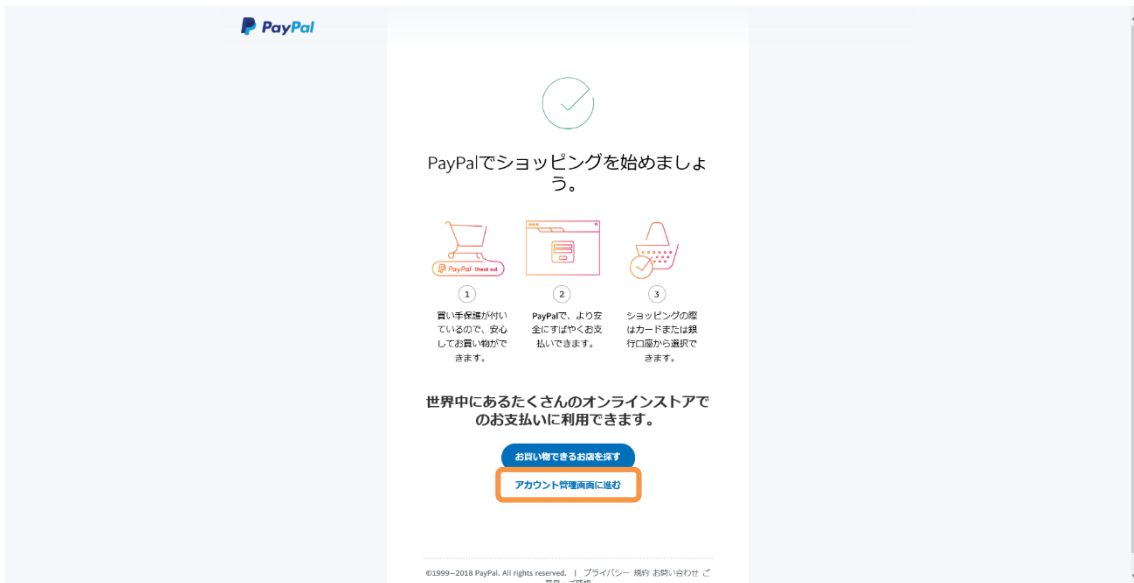 PayPal
PayPalでショッピングを始めましょ
う。
PayPal Check out
1
2
3
買い手保護が付い
ているので、安心
してお買い物がで
きます。
PayPalで、より安
全にすばやくお支
払いできます。
ショッピングの際
はカードまたは銀
行口座から選択で
きます。
世界中にあるたくさんのオンラインストアで
のお支払いに利用できます。
お買い物できるお店を探す
アカウント管理画面に進む
©1999–2018 PayPal. All rights reserved. | プライバシー 規約 お問い合わせ ご